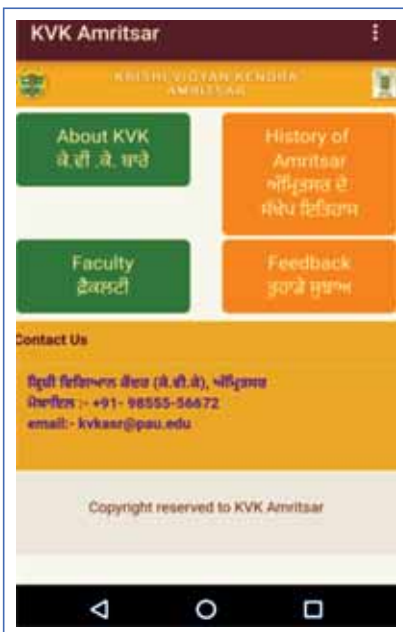 KVK Amritsar
KRISHI VIGYAN KENDRA
AMRITSAR
About KVK
ਕੇ.ਵੀ .ਕੇ. ਬਾਰੇ
History of
Amritsar
ਅੰਮ੍ਰਿਤਸਰ ਦੇ
ਸੰਖੇਪ ਇਤਿਹਾਸ
Faculty
ਫ਼ੈਕਲਟੀ
Feedback
ਤੁਹਾਡੇ ਸੁਝਾਅ
Contact Us
ਕ੍ਰਿਸ਼ੀ ਵਿਗਿਆਨ ਕੇਂਦਰ (ਕੇ.ਵੀ.ਕੇ), ਅੰਮ੍ਰਿਤਸਰ
ਮੋਬਾਇਲ :- +91- 98555-56672
email:- kvkasr@pau.edu
Copyright reserved to KVK Amritsar